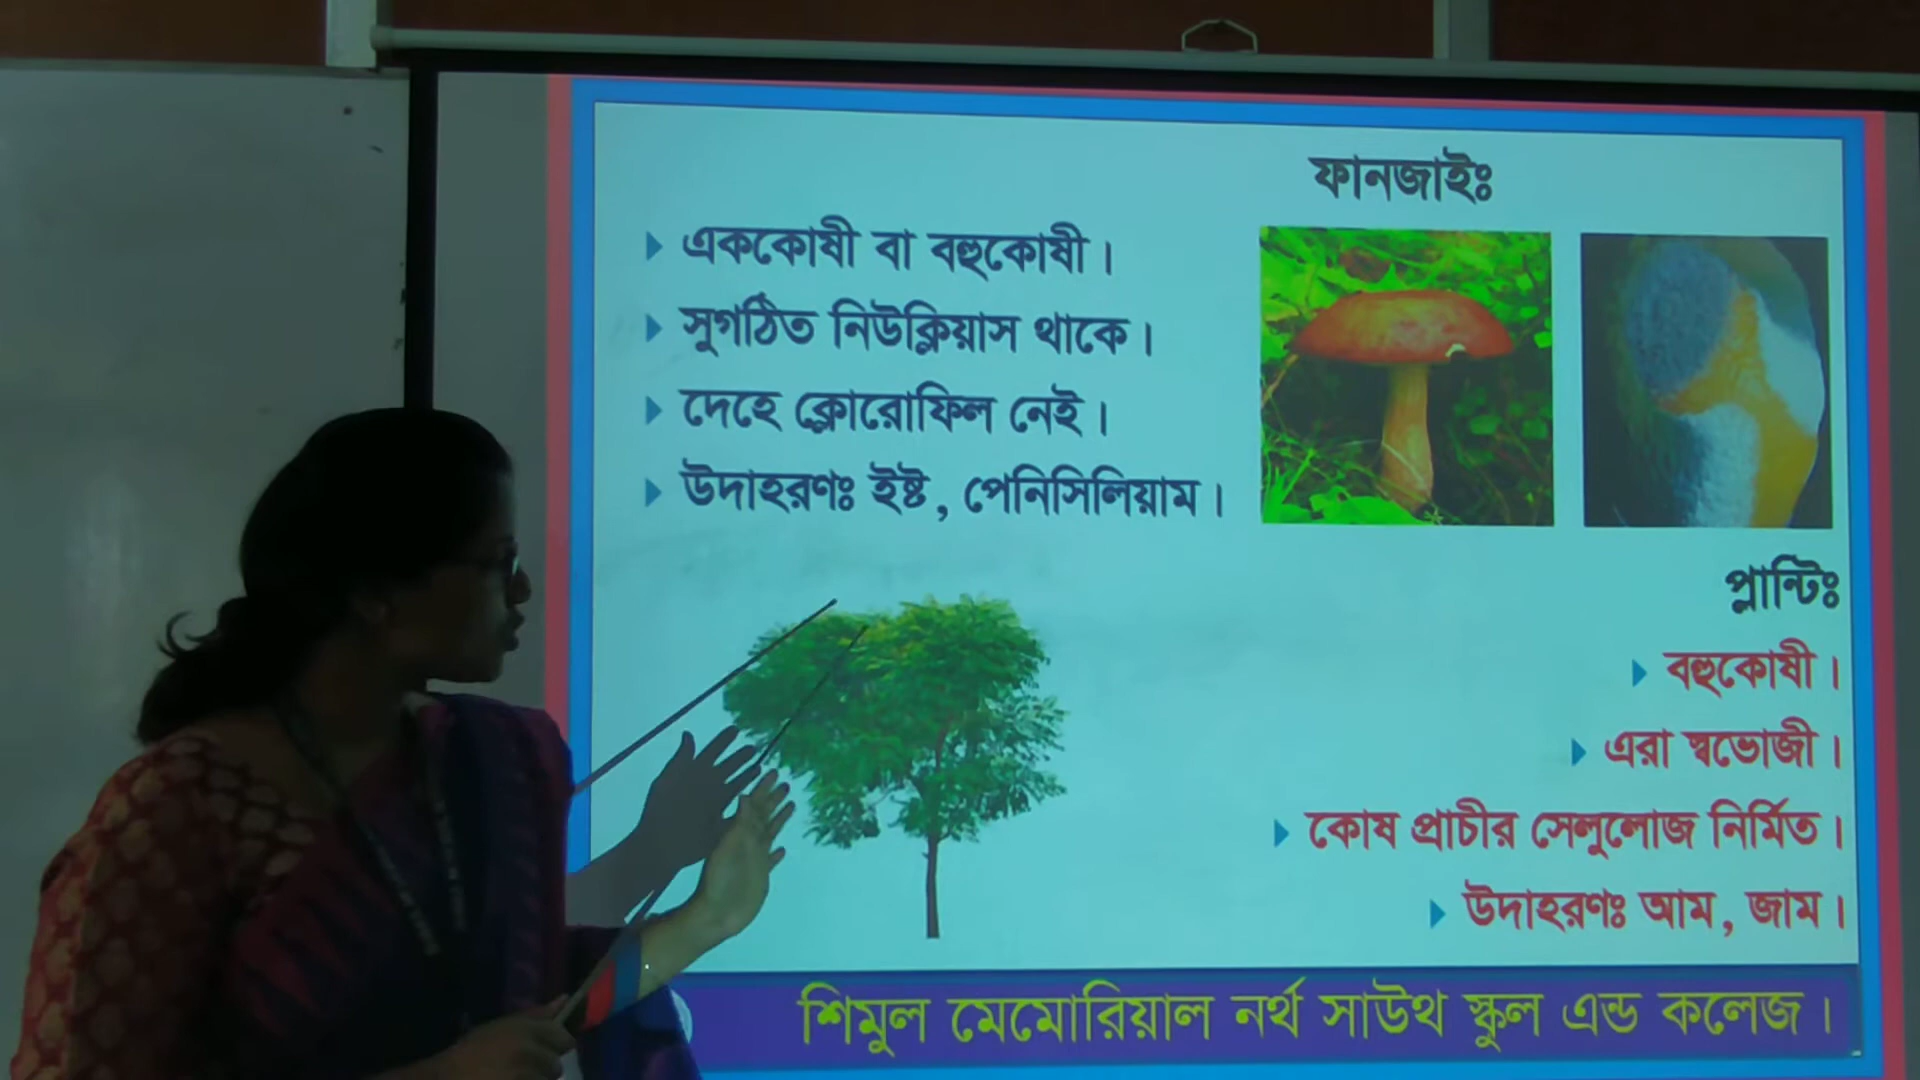 ফানজাইঃ
এককোষী বা বহুকোষী।
সুগঠিত নিউক্লিয়াস থাকে।
দেহে ক্লোরোফিল নেই।
উদাহরণঃ ইষ্ট, পেনিসিলিয়াম।
প্লান্টিঃ
বহুকোষী।
এরা স্বভোজী।
কোষ প্রাচীর সেলুলোজ নির্মিত।
উদাহরণঃ আম, জাম।
শিমুল মেমোরিয়াল নর্থ সাউথ স্কুল এন্ড কলেজ।